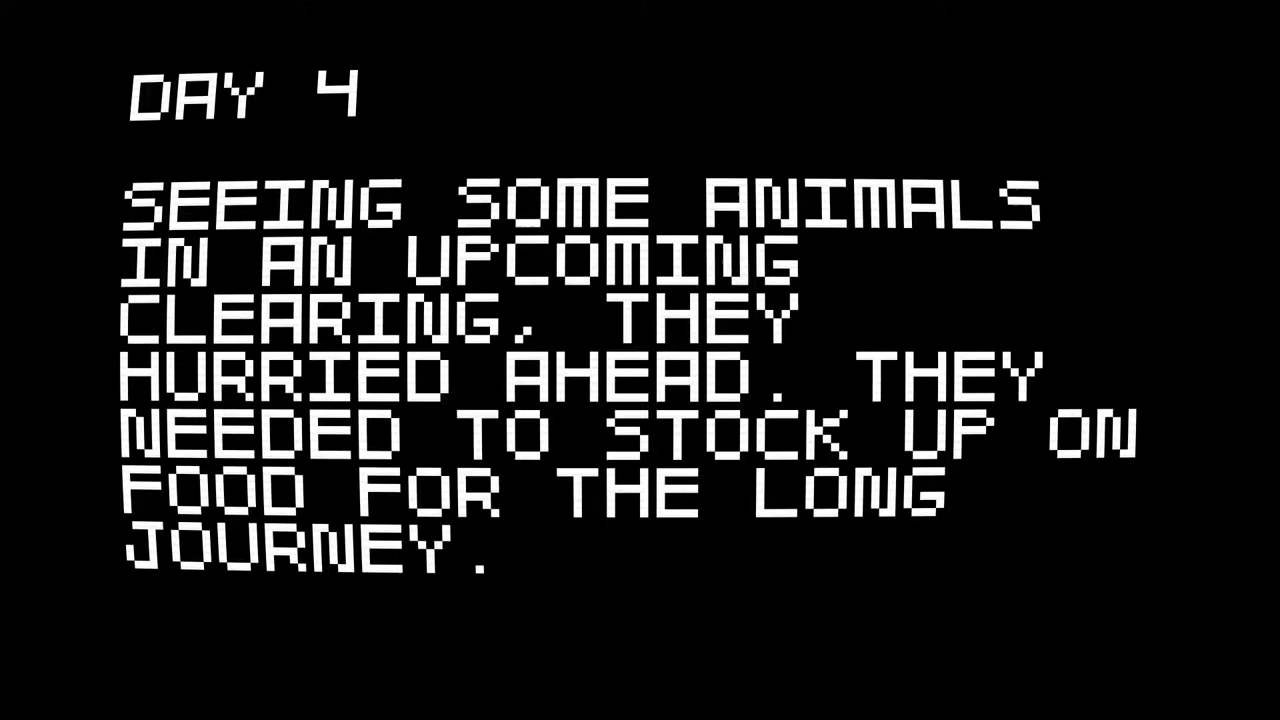 DAY 4
SEEING SOME ANIMALS
IN AN UPCOMING
CLEARING, THEY
HURRIED AHEAD. THEY
NEEDED TO STOCK UP ON
FOOD FOR THE LONG
JOURNEY.